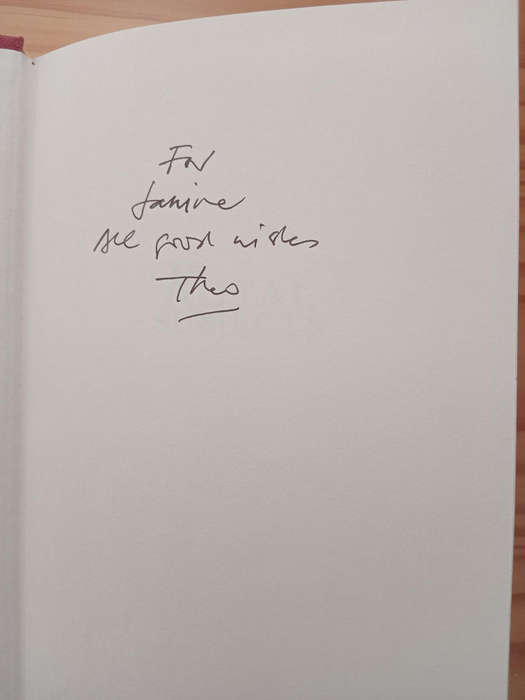 For
Janine
All good wishes
Theo